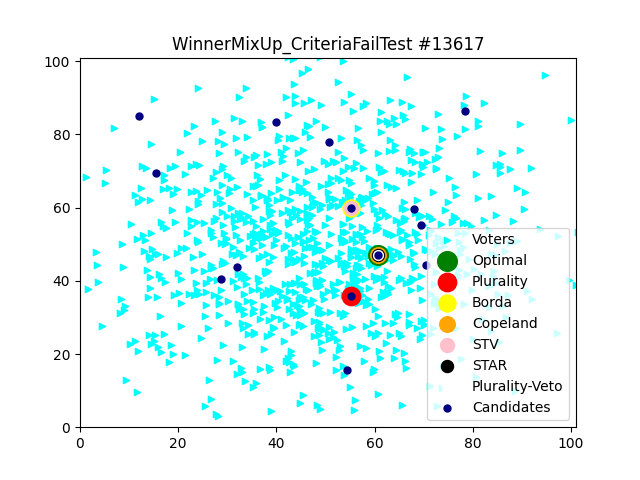 WinnerMixUp_CriteriaFailTest #13617
100
80
60
40
20
0
0 20 40 60 80 100
Voters
Optimal
Plurality
Borda
Copeland
STV
STAR
Plurality-Veto
Candidates